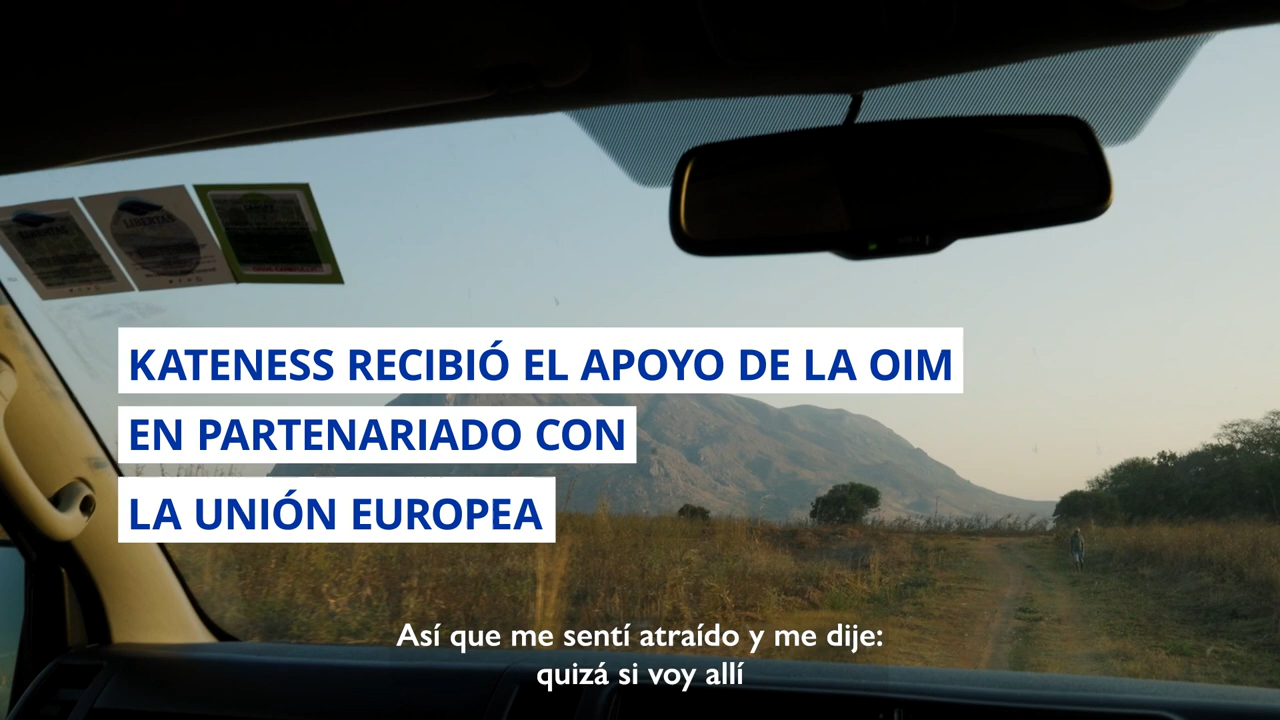 LIBERTAS
KATENESS RECIBIÓ EL APOYO DE LA OIM
EN PARTENARIADO CON
LA UNIÓN EUROPEA
Así que me sentí atraído y me dije:
quizá si voy allí